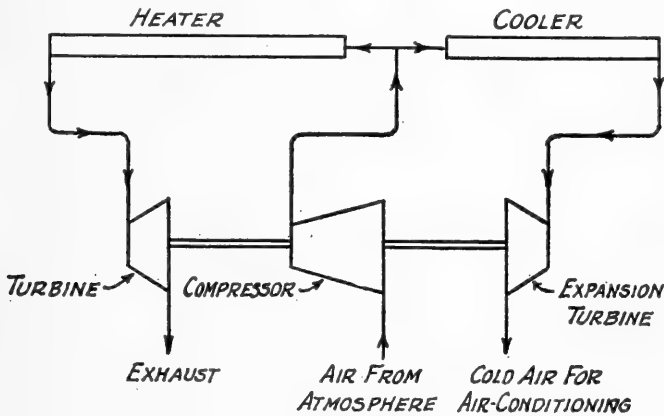 HEATER
COOLER
TURBINE
COMPRESSOR
EXPANSION
TURBINE
EXHAUST
AIR FROM
ATMOSPHERE
COLD AIR FOR
AIR-CONDITIONING